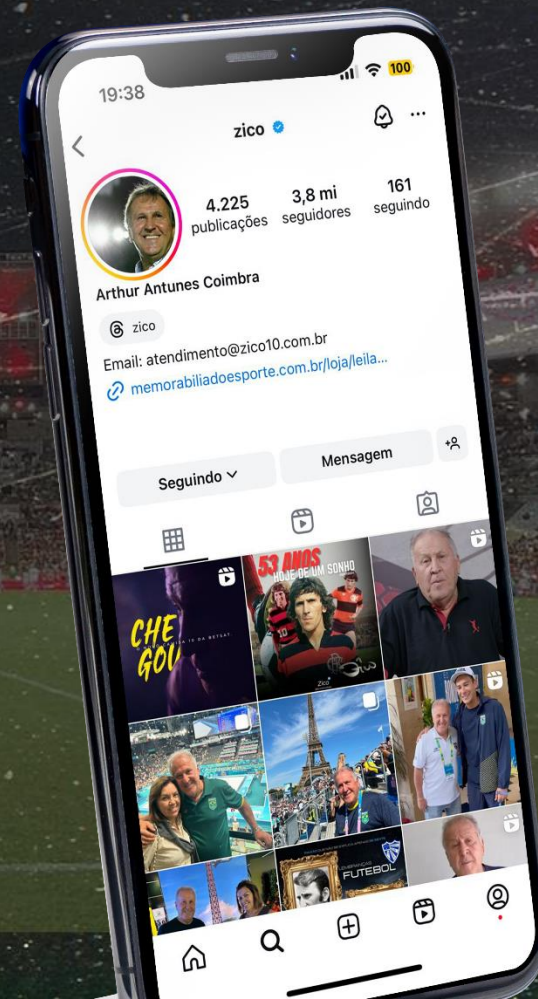 19:38
100
zico
4.225
publicações
3,8 mi
seguidores
161
seguindo
Arthur Antunes Coimbra
zico
Email: atendimento@zico10.com.br
memorabiliadoesporte.com.br/loja/leila...
Seguindo
Mensagem
CHE
GOU
53 ANOS
HOJE DE UM SONHO
Zico
FUTEBOL